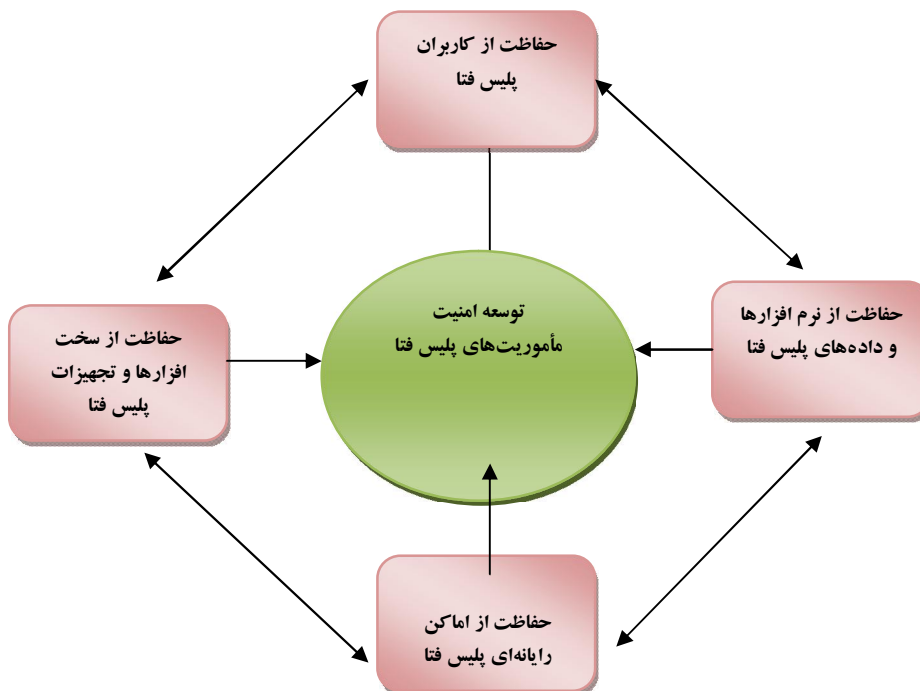 حفاظت از کاربران
پلیس فتا
توسعه امنیت
مأموریت‌های پلیس فتا
حفاظت از نرم افزارها
و داده‌های پلیس فتا
حفاظت از سخت
افزارها و تجهیزات
پلیس فتا
حفاظت از اماکن
رایانه‌ای پلیس فتا